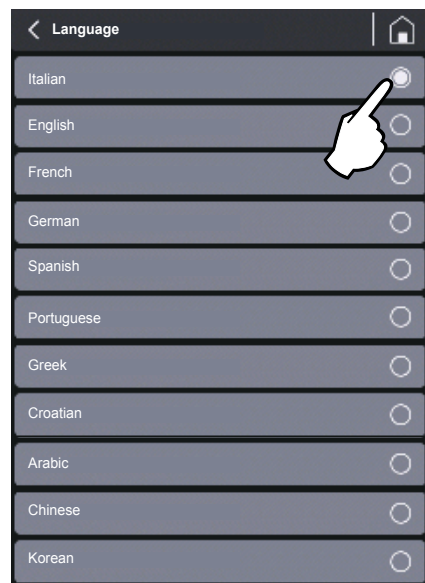 Language
Italian
English
French
German
Spanish
Portuguese
Greek
Croatian
Arabic
Chinese
Korean